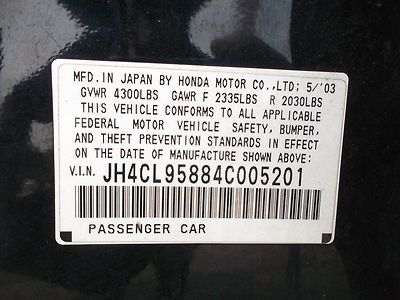 MFD. IN JAPAN BY HONDA MOTOR CO., LTD; 5/'03
GVWR 4300LBS GAWR F 2335LBS R 2030LBS
THIS VEHICLE CONFORMS TO ALL APPLICABLE
FEDERAL MOTOR VEHICLE SAFETY, BUMPER,
AND THEFT PREVENTION STANDARDS IN EFFECT
ON THE DATE OF MANUFACTURE SHOWN ABOVE:
V.I.N. JH4CL95884C005201
PASSENGER CAR